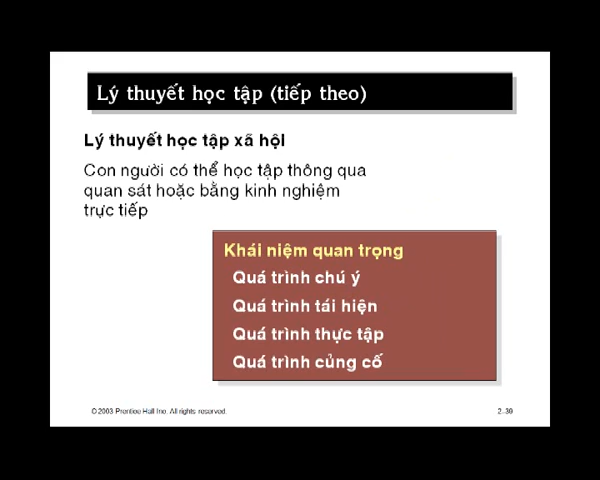 Lý thuyết học tập (tiếp theo)
Lý thuyết học tập xã hội
Con người có thể học tập thông qua
quan sát hoặc bằng kinh nghiệm
trực tiếp
Khái niệm quan trọng
Quá trình chú ý
Quá trình tái hiện
Quá trình thực tập
Quá trình củng cố
© 2003 Prentice Hall Inc. All rights reserved.
2–39